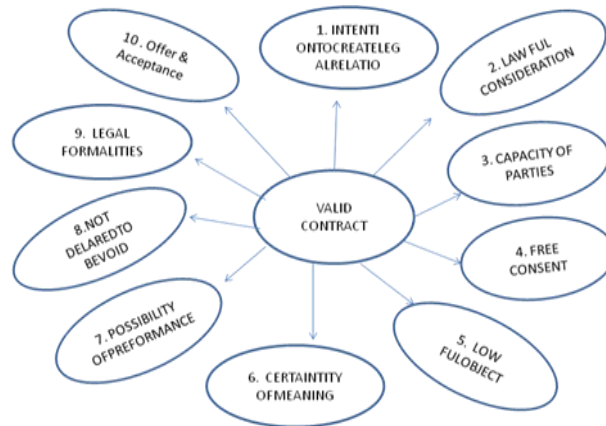 1. INTENTI
ONTOCREATELEG
ALRELATIO
2. LAW FUL
CONSIDERATION
3. CAPACITY OF
PARTIES
4. FREE
CONSENT
5. LOW
FULOBJECT
6. CERTAINTITY
OFMEANING
7. POSSIBILITY
OFPREFORMANCE
8.NOT
DELAREDTO
BEVOID
9. LEGAL
FORMALITIES
10. Offer &
Acceptance
VALID
CONTRACT